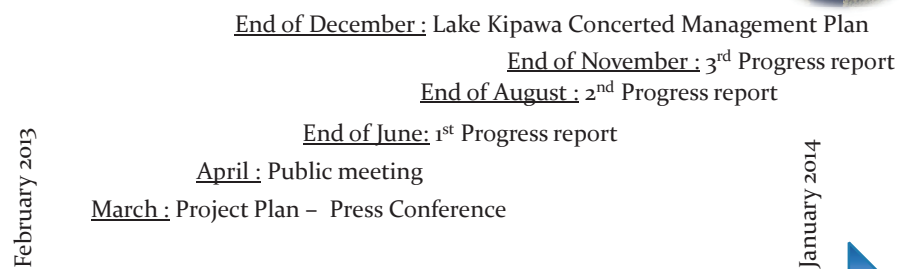 End of December : Lake Kipawa Concerted Management Plan
End of November : 3rd Progress report
End of August : 2nd Progress report
End of June: 1st Progress report
April : Public meeting
March : Project Plan – Press Conference
February 2013
January 2014